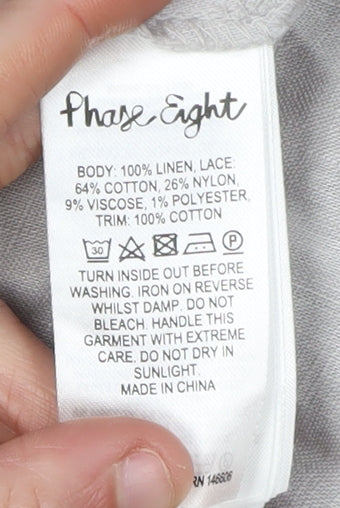 Phase Eight
BODY: 100% LINEN, LACE:
64% COTTON, 26% NYLON,
9% VISCOSE, 1% POLYESTER,
TRIM: 100% COTTON
30 P
TURN INSIDE OUT BEFORE
WASHING. IRON ON REVERSE
WHILST DAMP. DO NOT
BLEACH. HANDLE THIS
GARMENT WITH EXTREME
CARE. DO NOT DRY IN
SUNLIGHT.
MADE IN CHINA
RN 146606